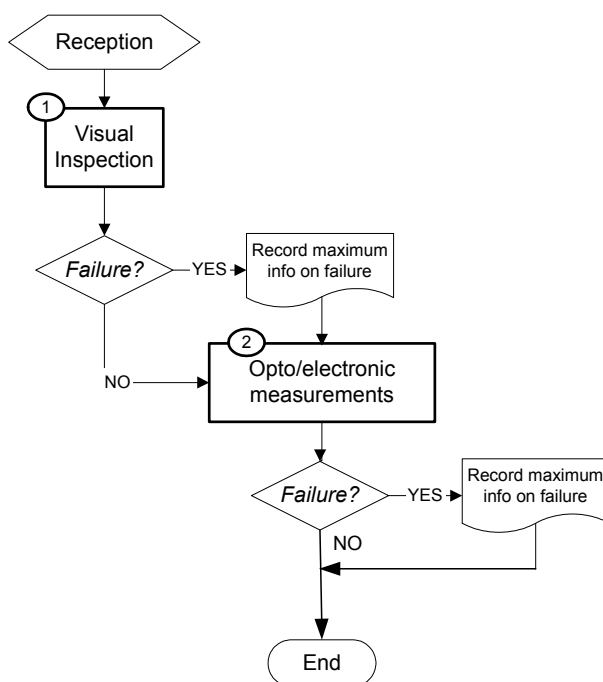 Reception
1
Visual
Inspection
Failure?
YES
Record maximum
info on failure
NO
2
Opto/electronic
measurements
Failure?
YES
Record maximum
info on failure
NO
End